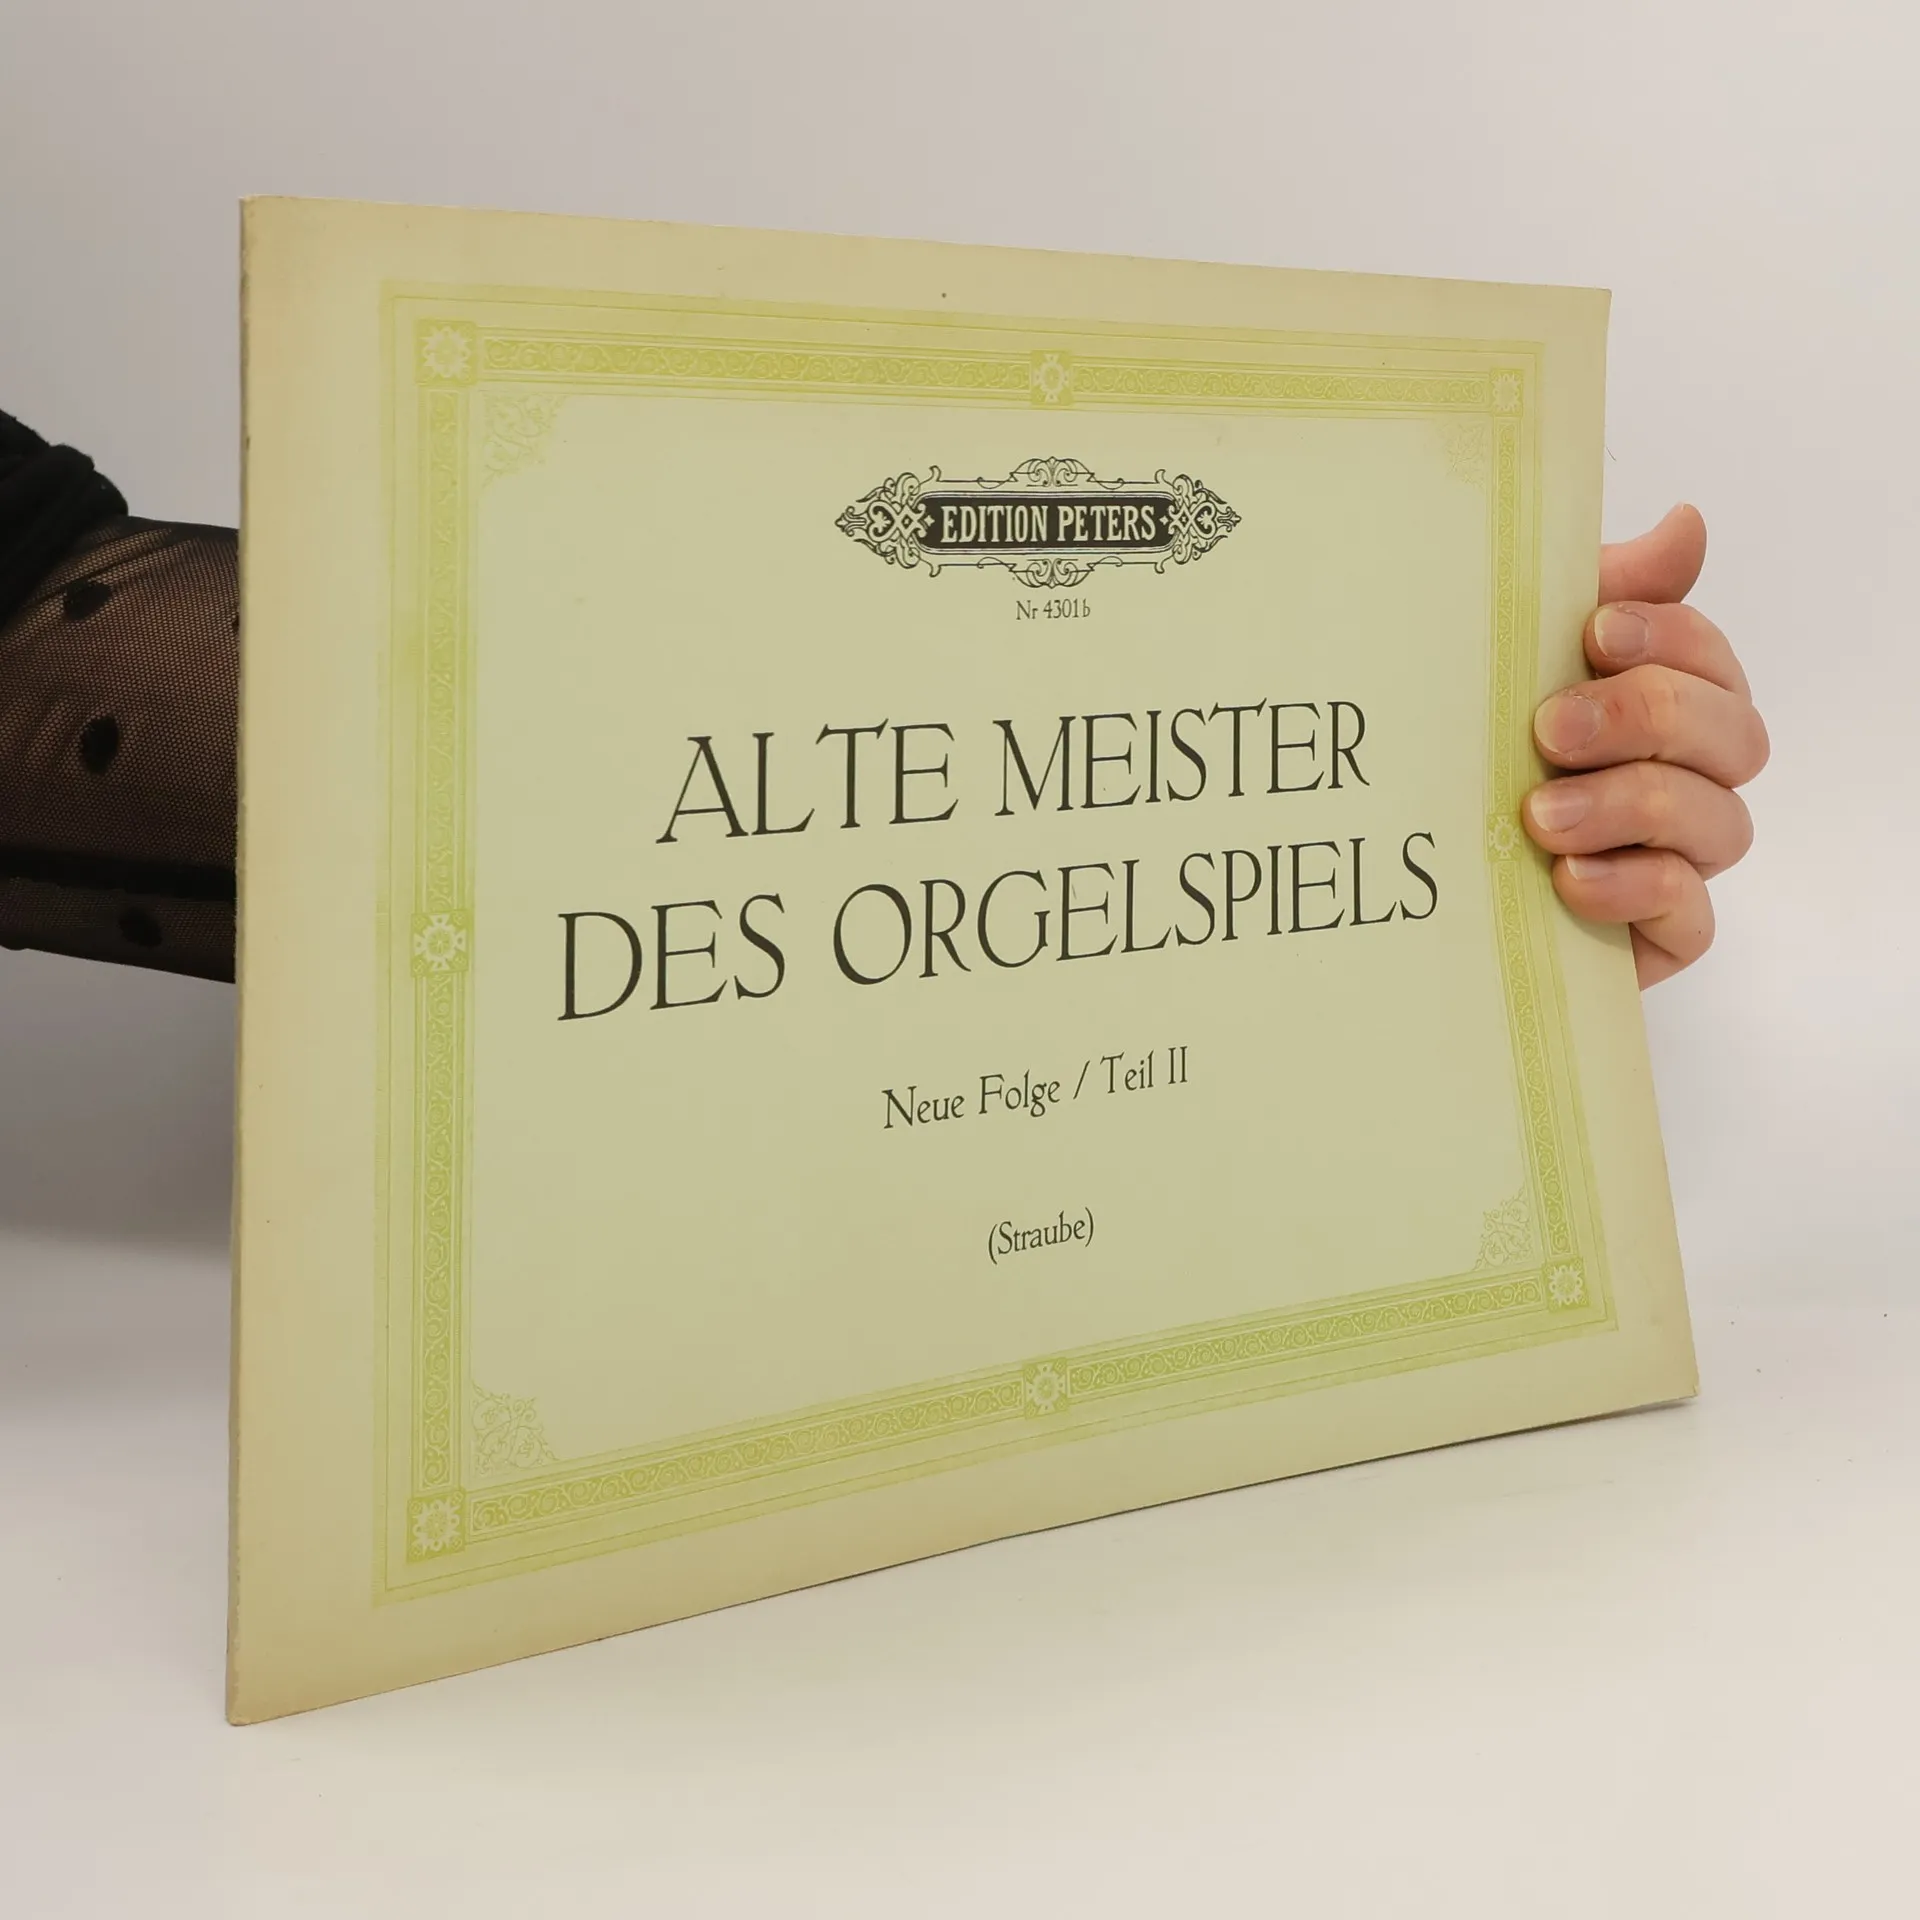 EDITION PETERS
Nr 4301b
ALTE MEISTER
DES ORGELSPIELS
Neue Folge / Teil II
(Straube)